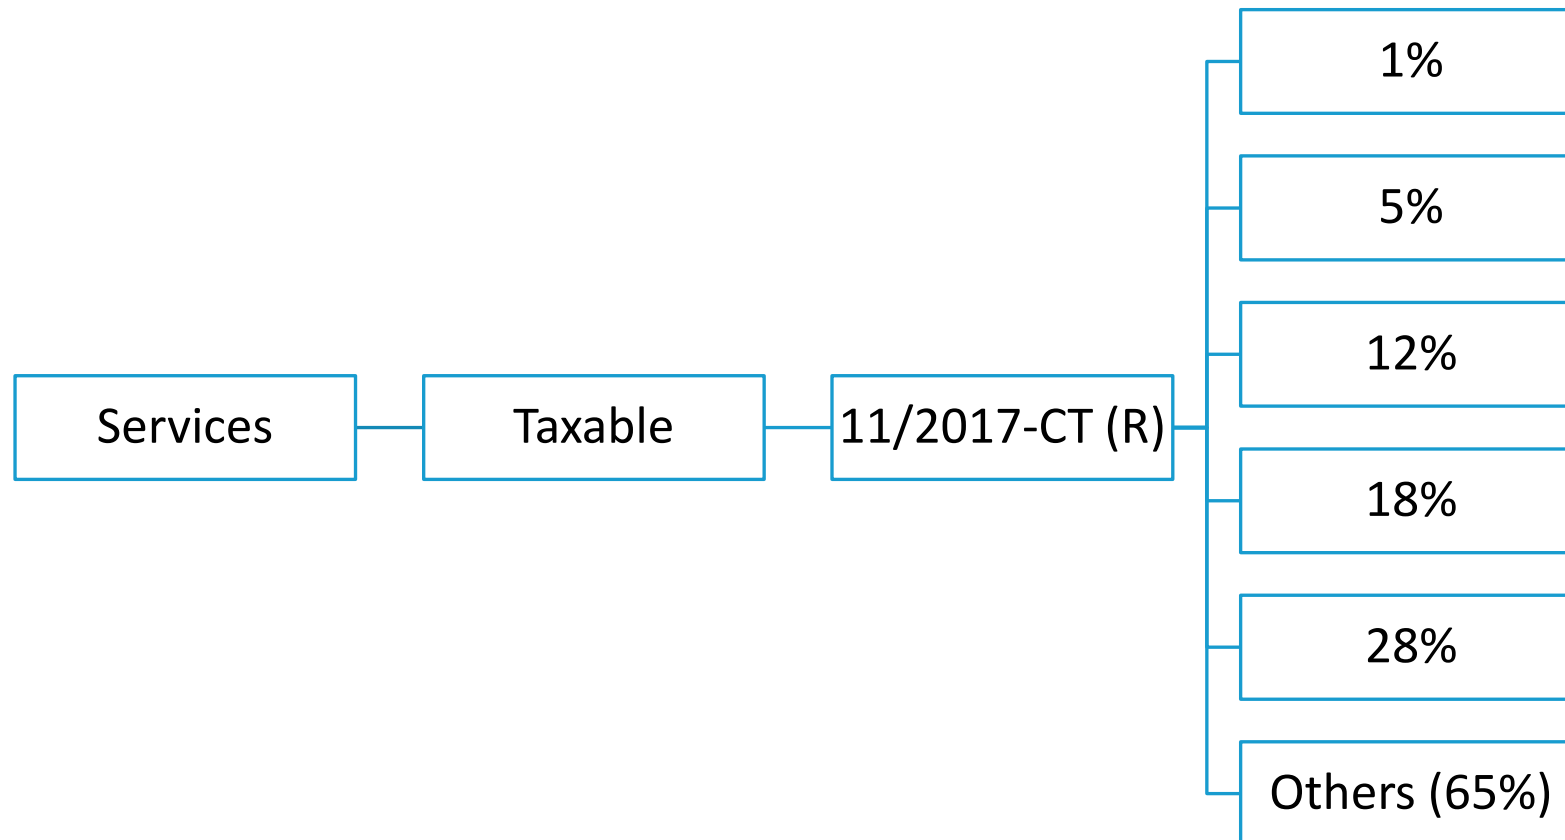 Services
Taxable
11/2017-CT (R)
1%
5%
12%
18%
28%
Others (65%)